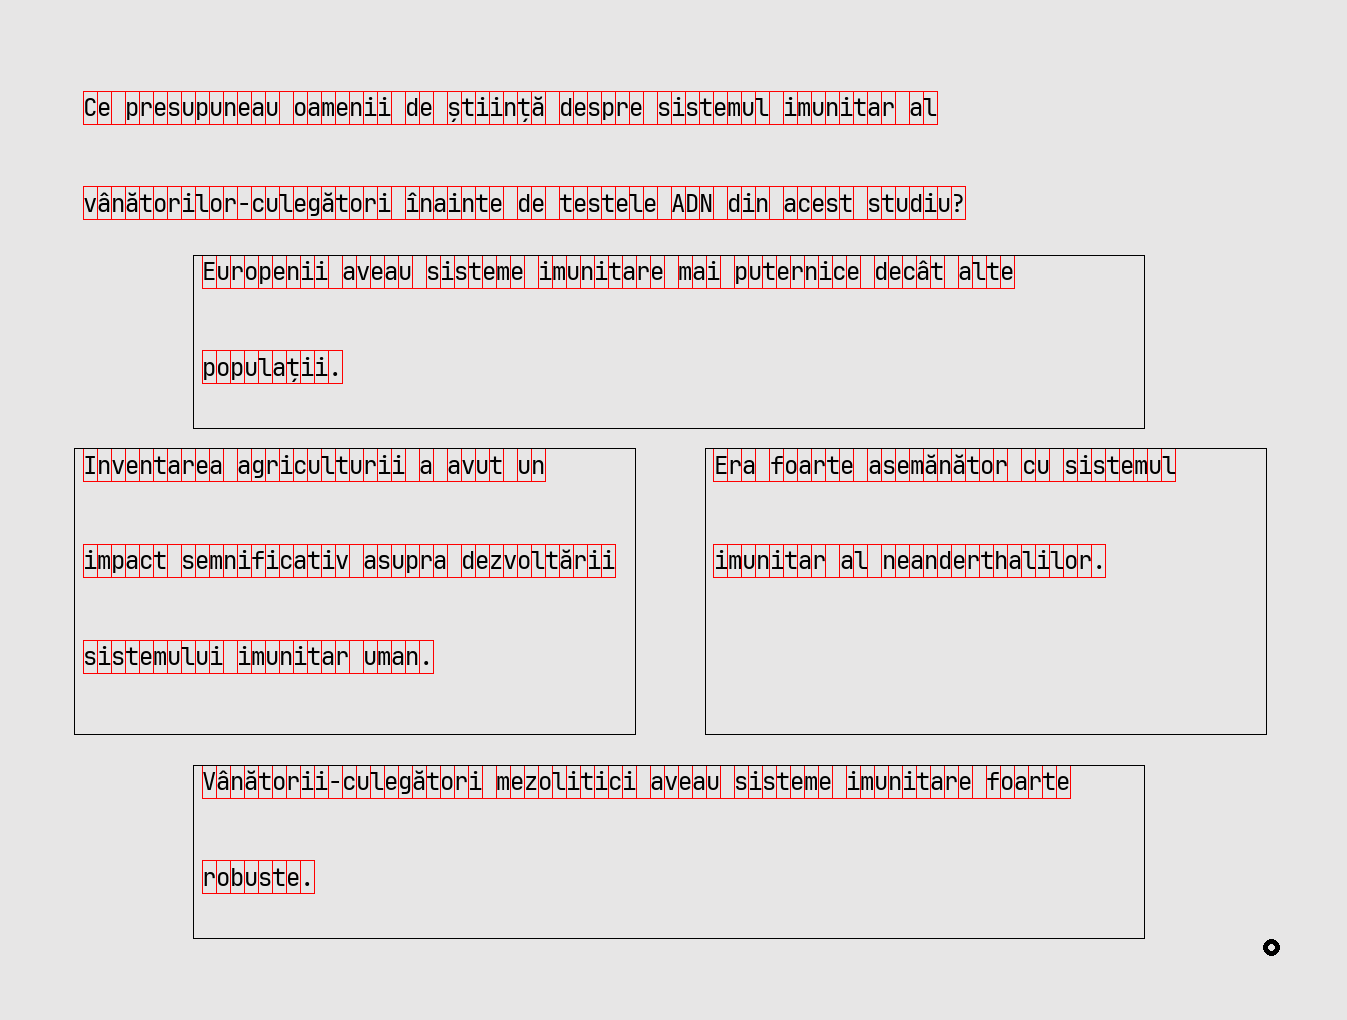 Ce presupuneau oamenii de știință despre sistemul imunitar al
vânătorilor-culegători înainte de testele ADN din acest studiu?
Europenii aveau sisteme imunitare mai puternice decât alte
populații.
Inventarea agriculturii a avut un
impact semnificativ asupra dezvoltării
sistemului imunitar uman.
Era foarte asemănător cu sistemul
imunitar al neanderthalilor.
Vânătorii-culegători mezolitici aveau sisteme imunitare foarte
robuste.